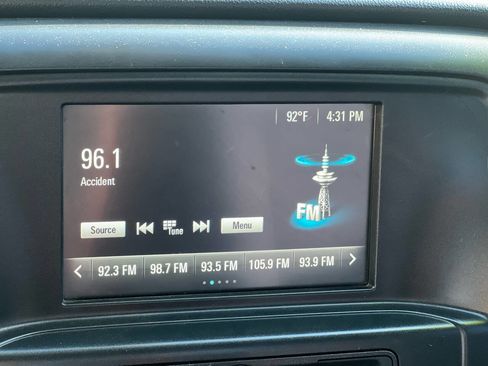 92°F 4:31 PM
96.1
Accident
FM
Source Tune Menu
92.3 FM 98.7 FM 93.5 FM 105.9 FM 93.9 FM